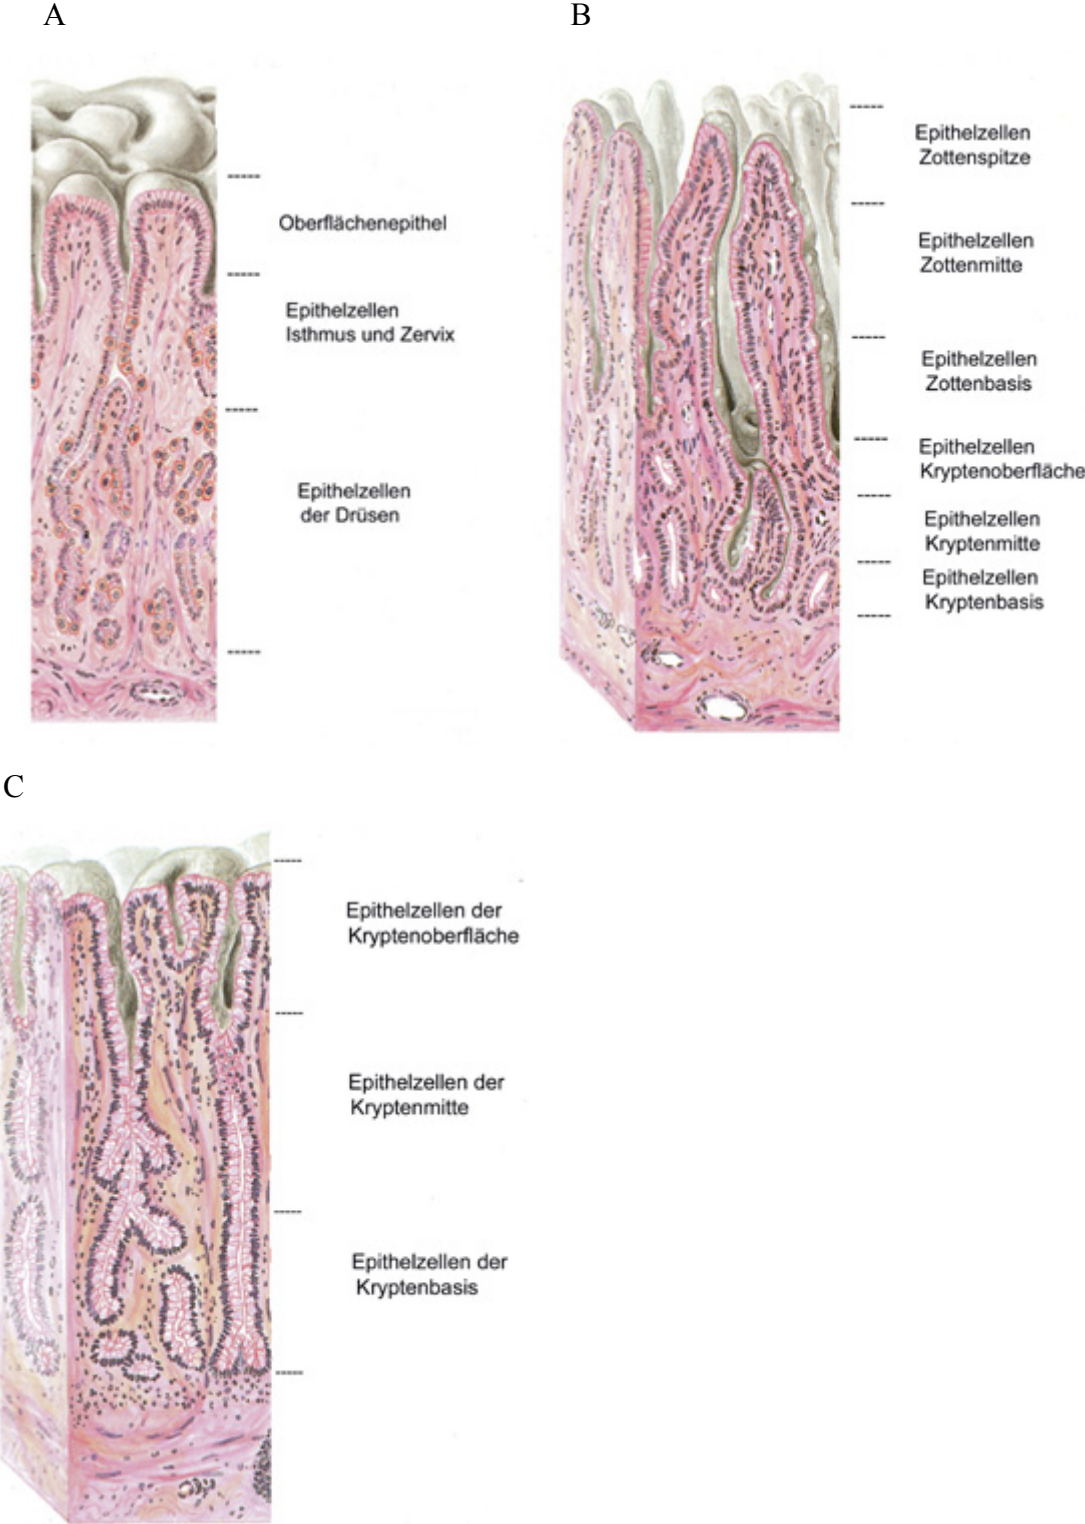 A
Oberflächenepithel
Epithelzellen
Isthmus und Zervix
Epithelzellen
der Drüsen
B
Epithelzellen
Zottenspitze
Epithelzellen
Zottenmitte
Epithelzellen
Zottenbasis
Epithelzellen
Kryptenoberfläche
Epithelzellen
Kryptenmitte
Epithelzellen
Kryptenbasis
C
Epithelzellen der
Kryptenoberfläche
Epithelzellen der
Kryptenmitte
Epithelzellen der
Kryptenbasis